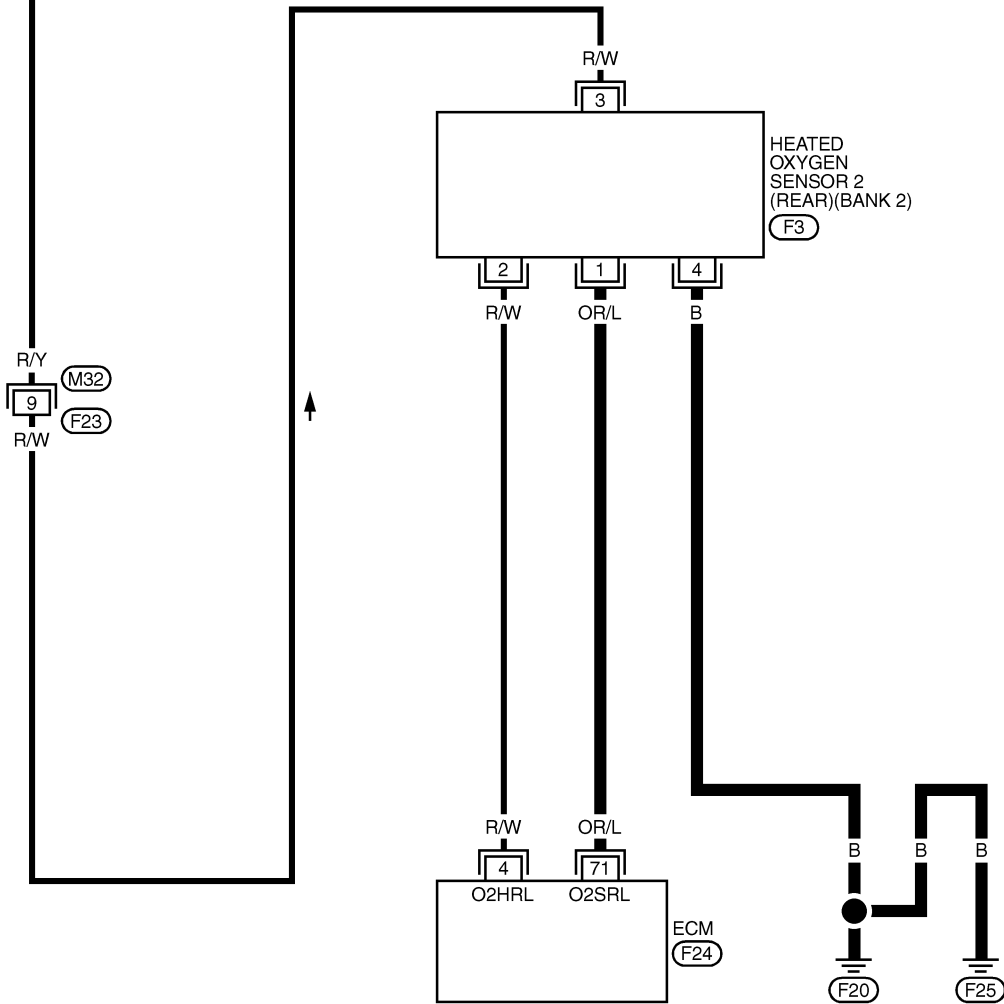 R/W
3
HEATED
OXYGEN
SENSOR 2
(REAR)(BANK 2)
F3
2 1 4
R/W OR/L B
R/Y
M32
9
F23
R/W
R/W OR/L
B B B
4 71
O2HRL O2SRL
ECM
F24
F20 F25